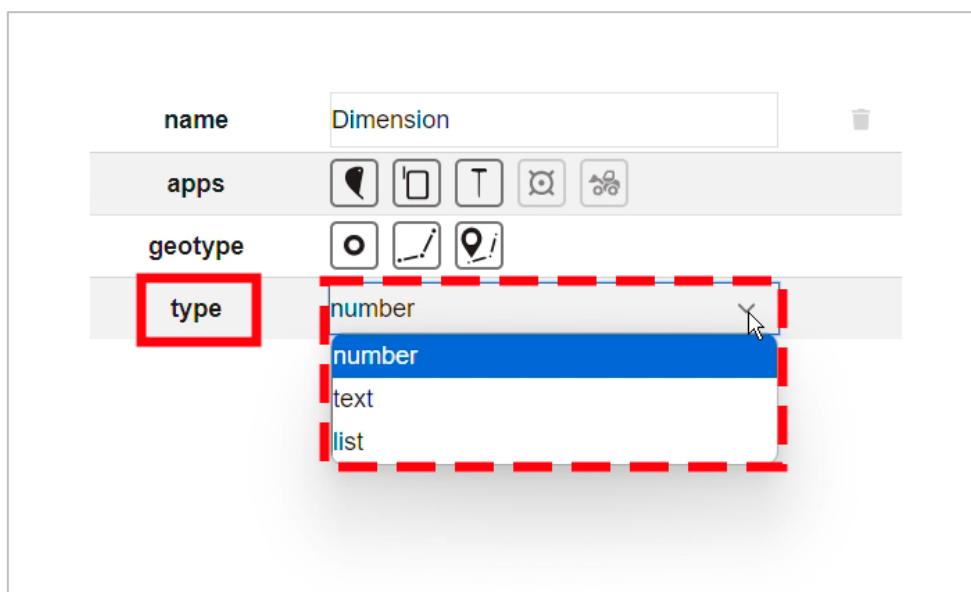 name Dimension
apps
geotype
type number
number
text
list